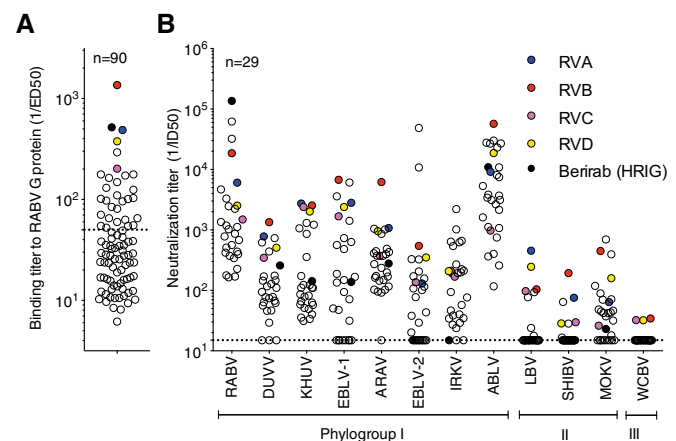 A
B
n=90
Binding titer to RABV G protein (1/ED50)
10³
10²
10¹
n=29
Neutralization titer (1/ID50)
10⁶
10⁵
10⁴
10³
10²
10¹
RVA
RVB
RVC
RVD
Berirab (HRIG)
RABV
DUVV
KHUV
EBLV-1
ARAV
EBLV-2
IRKV
ABLV
LBV
SHIBV
MOKV
WCBV
Phylogroup I
II
III